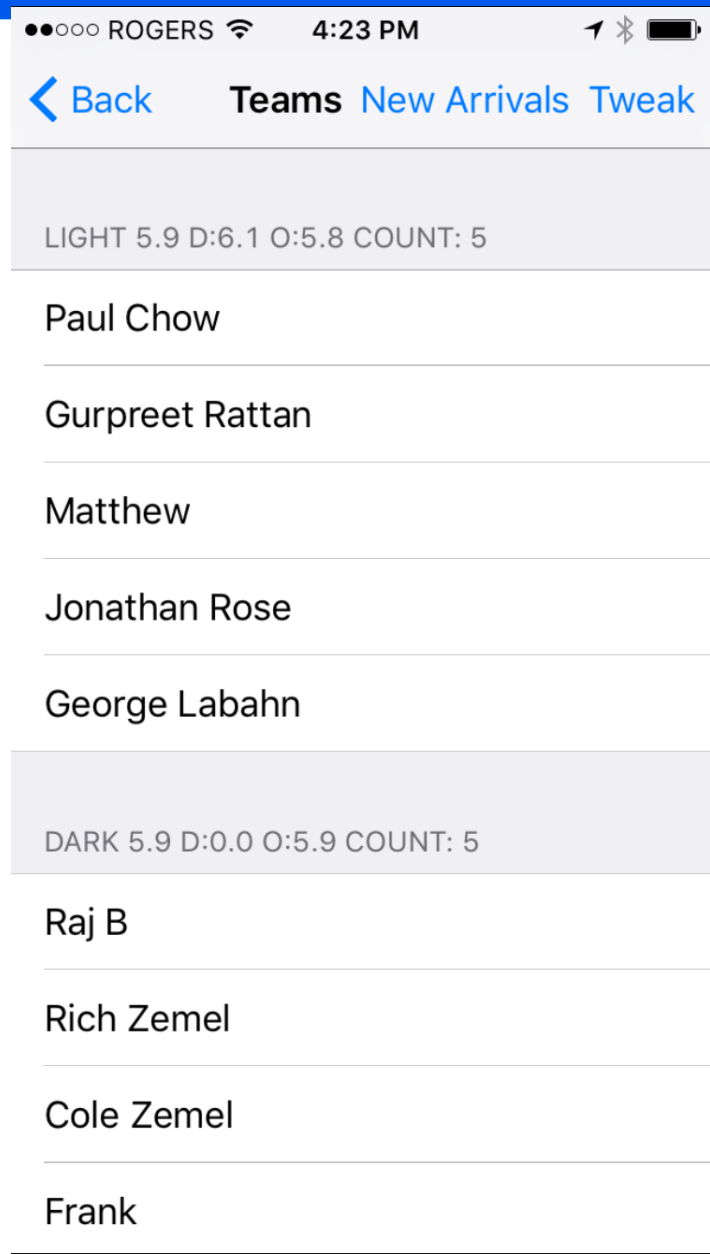 ROGERS 4:23 PM
Back Teams New Arrivals Tweak
LIGHT 5.9 D:6.1 O:5.8 COUNT: 5
Paul Chow
Gurpreet Rattan
Matthew
Jonathan Rose
George Labahn
DARK 5.9 D:0.0 O:5.9 COUNT: 5
Raj B
Rich Zemel
Cole Zemel
Frank